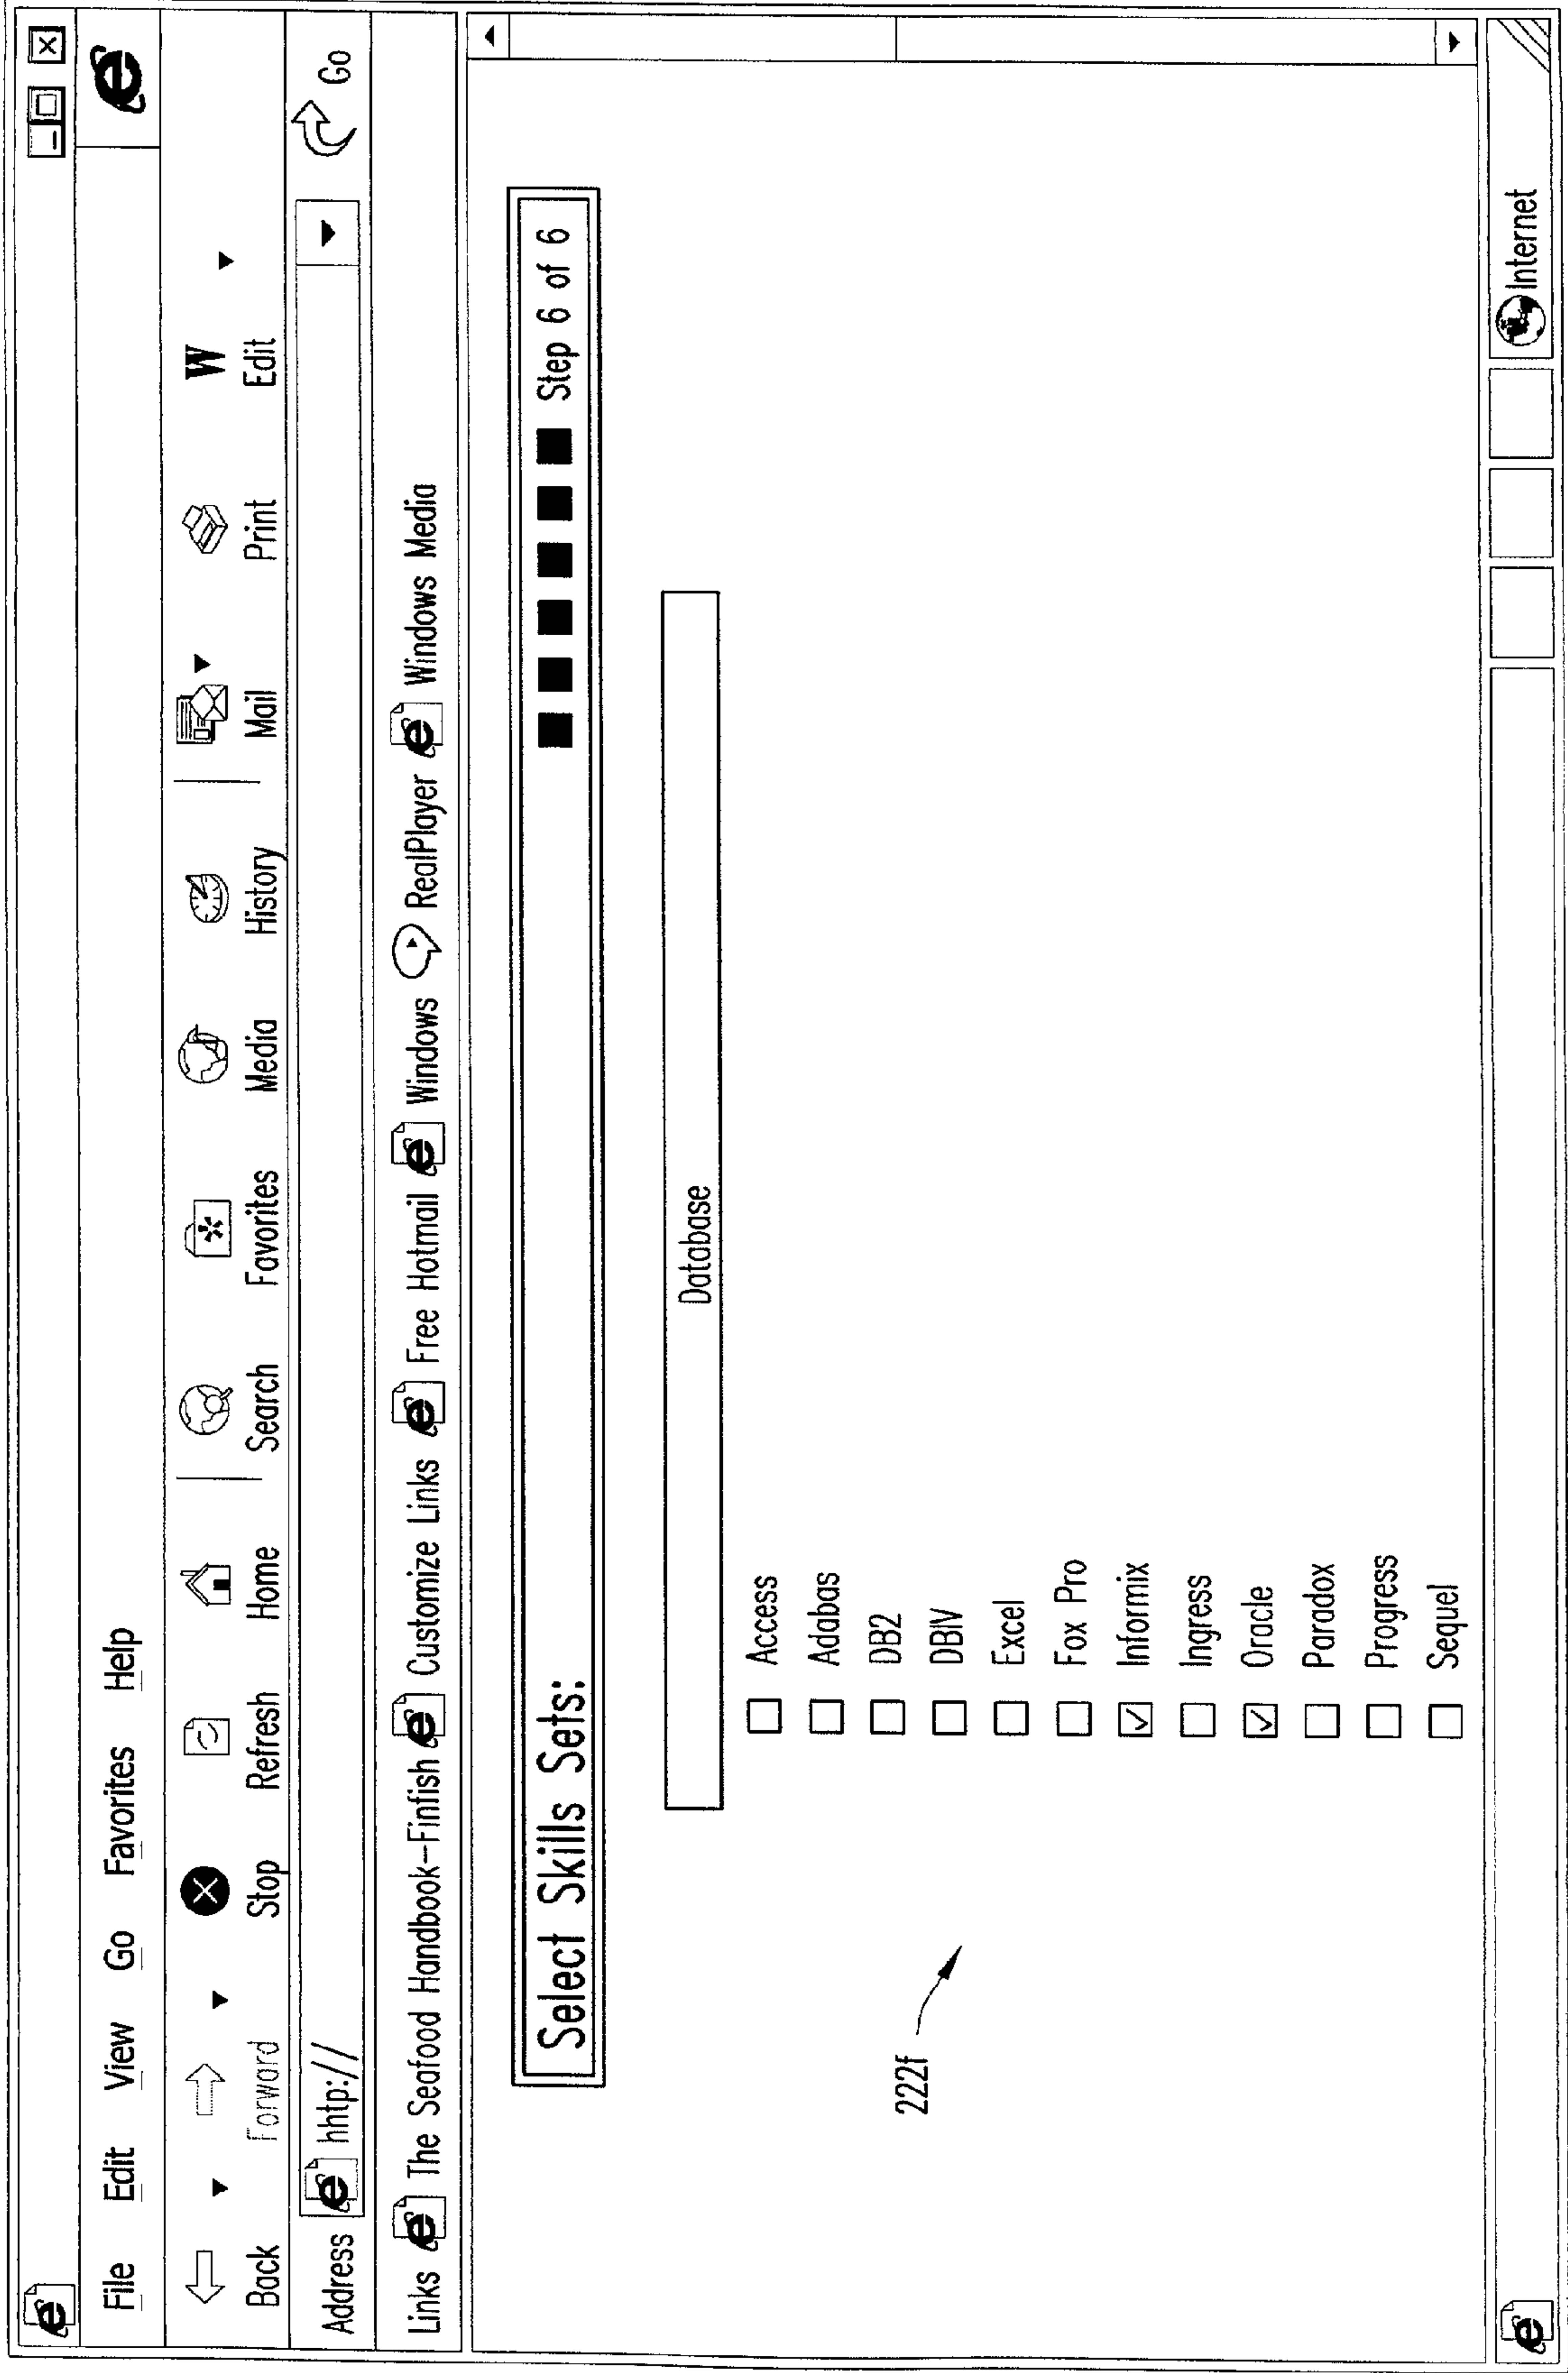 File Edit View Go Favorites Help
Back Forward Stop Refresh Home Search Favorites Media History Mail Print Edit
W
Address hhtp:// Go
Links The Seafood Handbook–Finfish Customize Links Free Hotmail Windows RealPlayer Windows Media
Select Skills Sets: Step 6 of 6
Database
Access
Adabas
DB2
DBIV
Excel
Fox Pro
Informix
Ingress
Oracle
Paradox
Progress
Sequel
222f
Internet